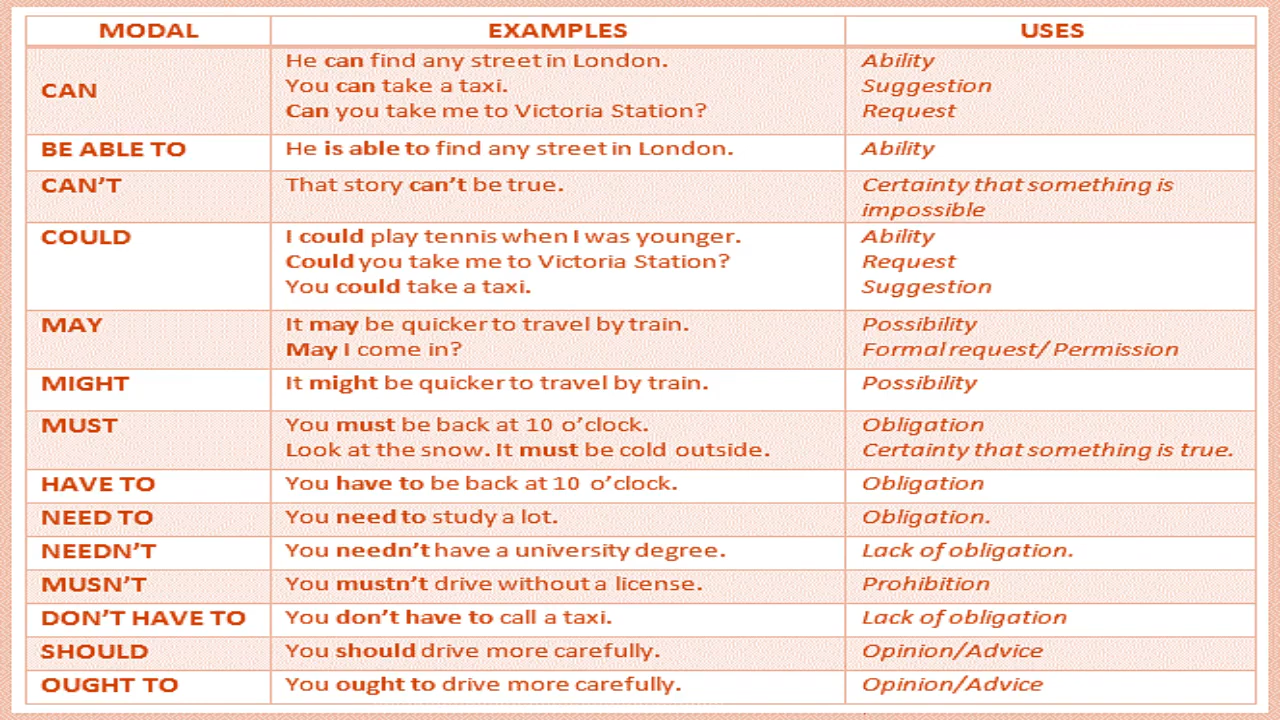 MODAL EXAMPLES USES
CAN
He can find any street in London. Ability
You can take a taxi. Suggestion
Can you take me to Victoria Station? Request
BE ABLE TO He is able to find any street in London. Ability
CAN'T That story can't be true. Certainty that something is
impossible
COULD I could play tennis when I was younger. Ability
Could you take me to Victoria Station? Request
You could take a taxi. Suggestion
MAY It may be quicker to travel by train. Possibility
May I come in? Formal request/ Permission
MIGHT It might be quicker to travel by train. Possibility
MUST You must be back at 10 o'clock. Obligation
Look at the snow. It must be cold outside. Certainty that something is true.
HAVE TO You have to be back at 10 o'clock. Obligation
NEED TO You need to study a lot. Obligation.
NEEDN'T You needn't have a university degree. Lack of obligation.
MUSN'T You mustn't drive without a license. Prohibition
DON'T HAVE TO You don't have to call a taxi. Lack of obligation
SHOULD You should drive more carefully. Opinion/Advice
OUGHT TO You ought to drive more carefully. Opinion/Advice